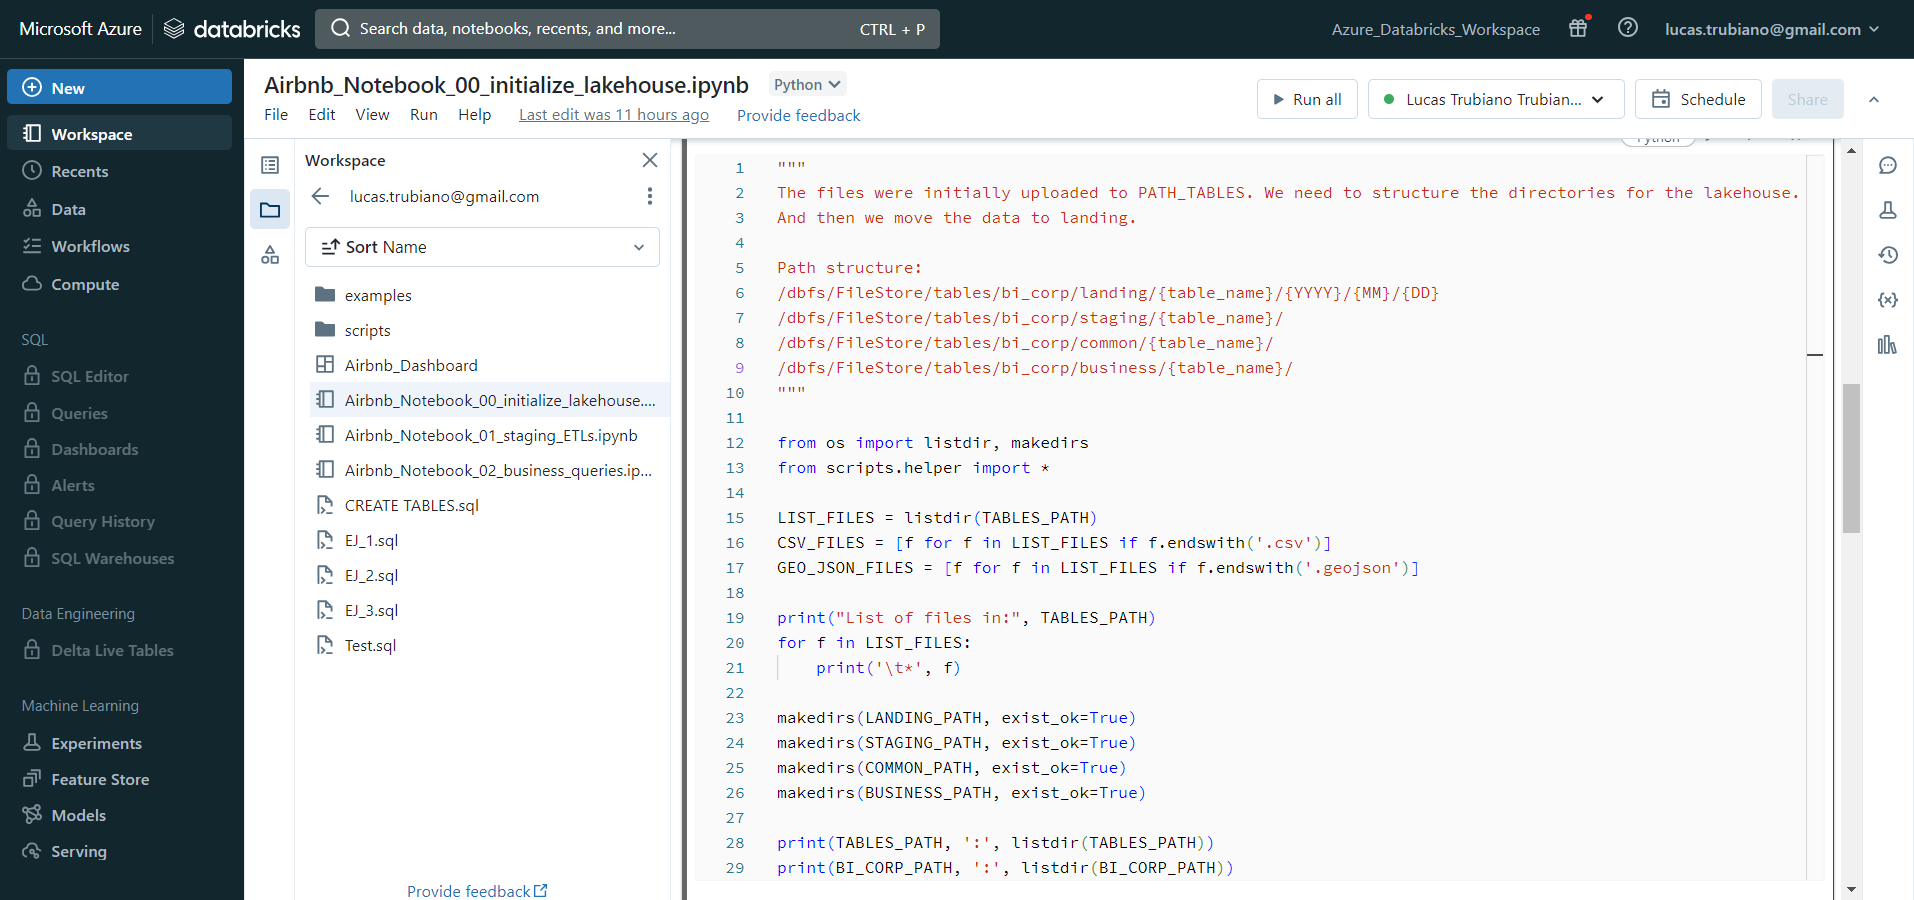 Microsoft Azure databricks Search data, notebooks, recents, and more... CTRL + P Azure_Databricks_Workspace lucas.trubiano@gmail.com
New
Workspace
Recents
Data
Workflows
Compute
SQL
SQL Editor
Queries
Dashboards
Alerts
Query History
SQL Warehouses
Data Engineering
Delta Live Tables
Machine Learning
Experiments
Feature Store
Models
Serving
Airbnb_Notebook_00_initialize_lakehouse.ipynb Python
File Edit View Run Help Last edit was 11 hours ago Provide feedback
Run all Lucas Trubiano Trubian... Schedule Share
Workspace
lucas.trubiano@gmail.com
Sort Name
examples
scripts
Airbnb_Dashboard
Airbnb_Notebook_00_initialize_lakehouse....
Airbnb_Notebook_01_staging_ETLs.ipynb
Airbnb_Notebook_02_business_queries.ip...
CREATE TABLES.sql
EJ_1.sql
EJ_2.sql
EJ_3.sql
Test.sql
Provide feedback
Python
1 """
2 The files were initially uploaded to PATH_TABLES. We need to structure the directories for the lakehouse.
3 And then we move the data to landing.
4
5 Path structure:
6 /dbfs/FileStore/tables/bi_corp/landing/{table_name}/{YYYY}/{MM}/{DD}
7 /dbfs/FileStore/tables/bi_corp/staging/{table_name}/
8 /dbfs/FileStore/tables/bi_corp/common/{table_name}/
9 /dbfs/FileStore/tables/bi_corp/business/{table_name}/
10 """
11
12 from os import listdir, makedirs
13 from scripts.helper import *
14
15 LIST_FILES = listdir(TABLES_PATH)
16 CSV_FILES = [f for f in LIST_FILES if f.endswith('.csv')]
17 GEO_JSON_FILES = [f for f in LIST_FILES if f.endswith('.geojson')]
18
19 print("List of files in:", TABLES_PATH)
20 for f in LIST_FILES:
21     print('\t*', f)
22
23 makedirs(LANDING_PATH, exist_ok=True)
24 makedirs(STAGING_PATH, exist_ok=True)
25 makedirs(COMMON_PATH, exist_ok=True)
26 makedirs(BUSINESS_PATH, exist_ok=True)
27
28 print(TABLES_PATH, ':', listdir(TABLES_PATH))
29 print(BI_CORP_PATH, ':', listdir(BI_CORP_PATH))